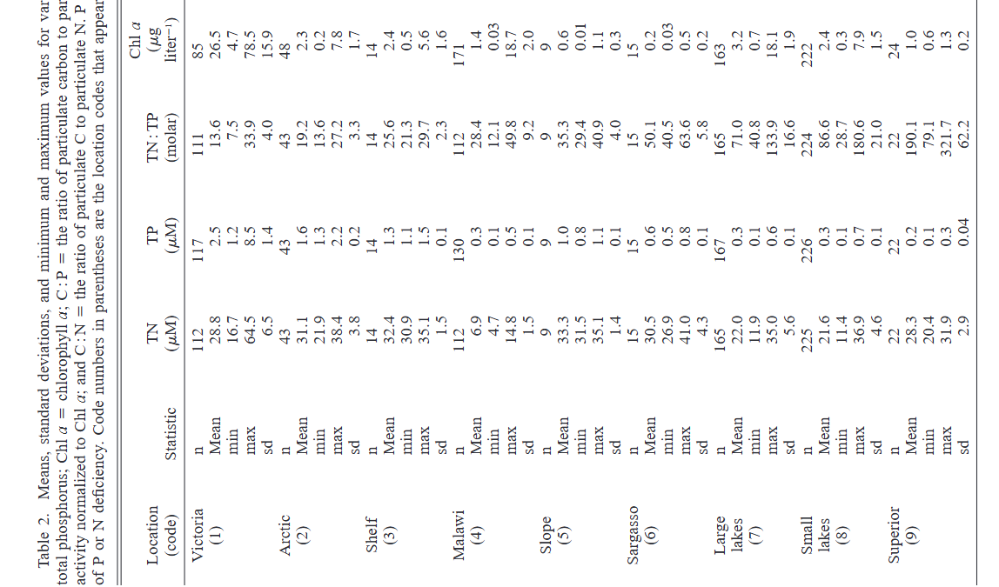 Table 2. Means, standard deviations, and minimum and maximum values for var
total phosphorus; Chl a = chlorophyll a; C : P = the ratio of particulate carbon to par
activity normalized to Chl a; and C : N = the ratio of particulate C to particulate N. P
of P or N deficiency. Code numbers in parentheses are the location codes that appear
Chl a
Location TN TP TN : TP (μg
(code) Statistic (μM) (μM) (molar) liter⁻¹)
Victoria n 112 117 111 85
(1) Mean 28.8 2.5 13.6 26.5
min 16.7 1.2 7.5 4.7
max 64.5 8.5 33.9 78.5
sd 6.5 1.4 4.0 15.9
Arctic n 43 43 43 48
(2) Mean 31.1 1.6 19.2 2.3
min 21.9 1.3 13.6 0.2
max 38.4 2.2 27.2 7.8
sd 3.8 0.2 3.3 1.7
Shelf n 14 14 14 14
(3) Mean 32.4 1.3 25.6 2.4
min 30.9 1.1 21.3 0.5
max 35.1 1.5 29.7 5.6
sd 1.5 0.1 2.3 1.6
Malawi n 112 130 112 171
(4) Mean 6.9 0.3 28.4 1.4
min 4.7 0.1 12.1 0.03
max 14.8 0.5 49.8 18.7
sd 1.5 0.1 9.2 2.0
Slope n 9 9 9 9
(5) Mean 33.3 1.0 35.3 0.6
min 31.5 0.8 29.4 0.01
max 35.1 1.1 40.9 1.1
sd 1.4 0.1 4.0 0.3
Sargasso n 15 15 15 15
(6) Mean 30.5 0.6 50.1 0.2
min 26.9 0.5 40.5 0.03
max 41.0 0.8 63.6 0.5
sd 4.3 0.1 5.8 0.2
Large n 165 167 165 163
lakes Mean 22.0 0.3 71.0 3.2
(7) min 11.9 0.1 40.8 0.7
max 35.0 0.6 133.9 18.1
sd 5.6 0.1 16.6 1.9
Small n 225 226 224 222
lakes Mean 21.6 0.3 86.6 2.4
(8) min 11.4 0.1 28.7 0.3
max 36.9 0.7 180.6 7.9
sd 4.6 0.1 21.0 1.5
Superior n 22 22 22 24
(9) Mean 28.3 0.2 190.1 1.0
min 20.4 0.1 79.1 0.6
max 31.9 0.3 321.7 1.3
sd 2.9 0.04 62.2 0.2